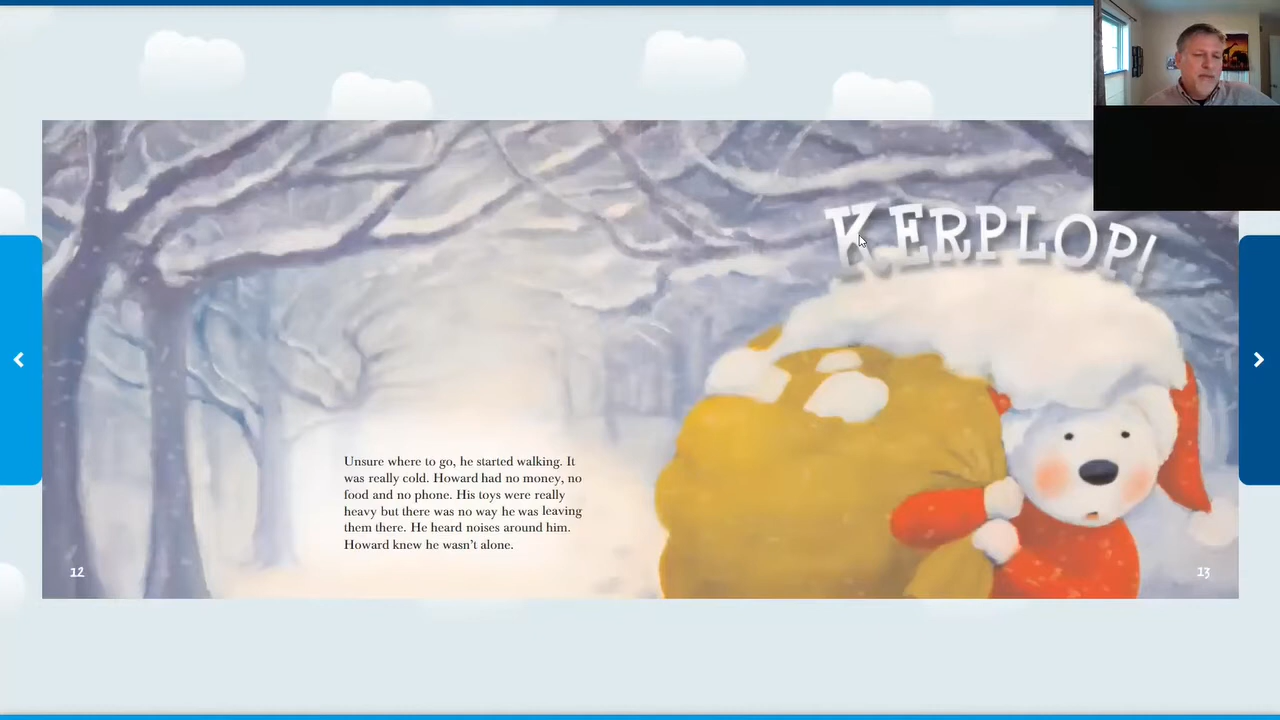 KERPLOP!
Unsure where to go, he started walking. It
was really cold. Howard had no money, no
food and no phone. His toys were really
heavy but there was no way he was leaving
them there. He heard noises around him.
Howard knew he wasn’t alone.
12
13